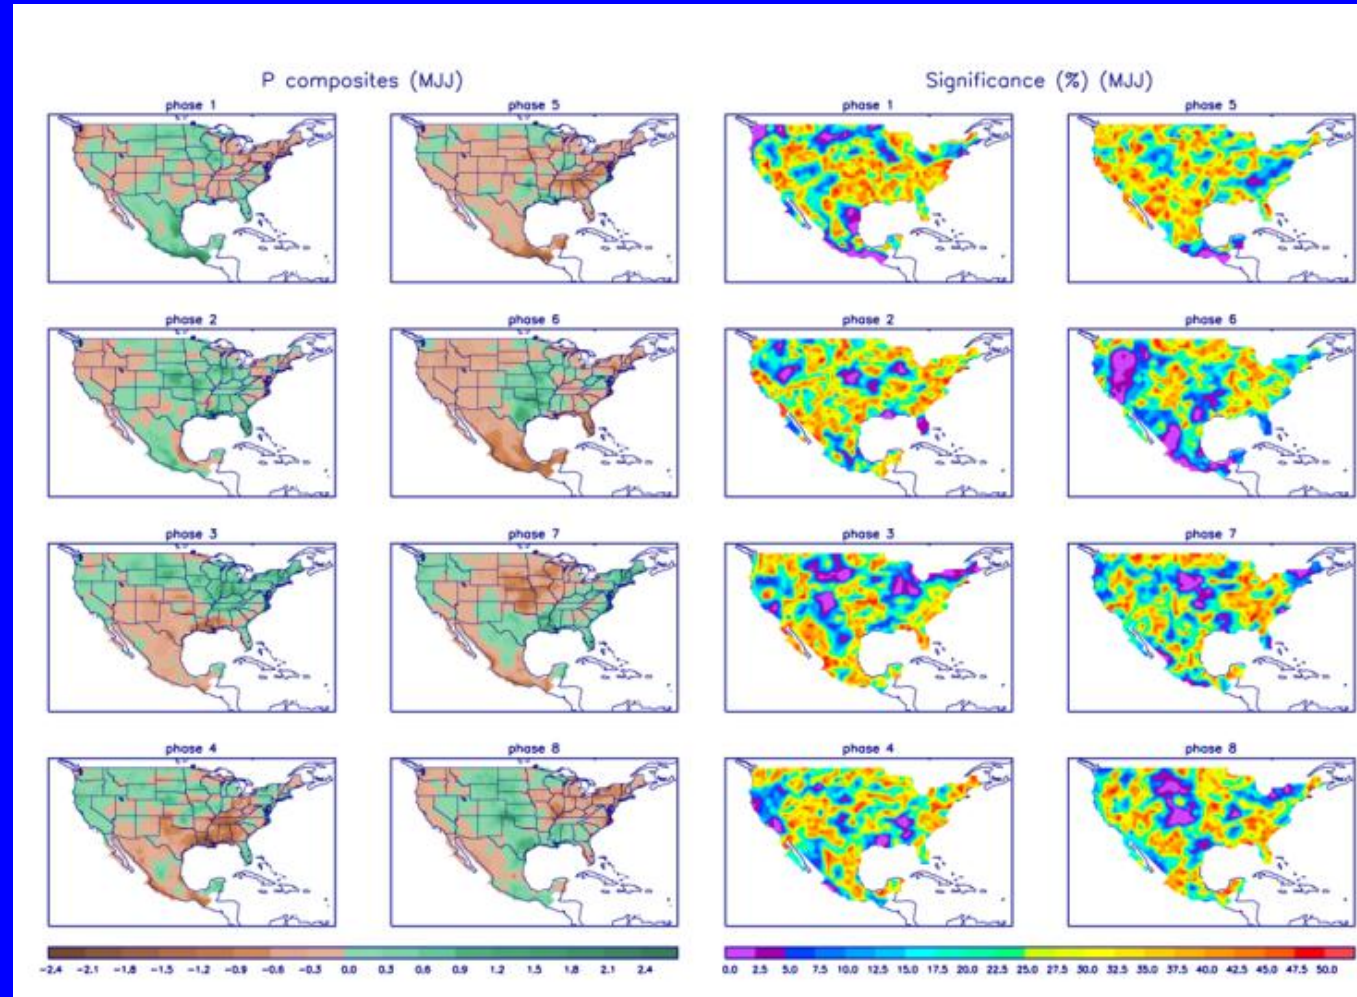 P composites (MJJ)
Significance (%) (MJJ)
phase 1
phase 5
phase 1
phase 5
phase 2
phase 6
phase 2
phase 6
phase 3
phase 7
phase 3
phase 7
phase 4
phase 8
phase 4
phase 8
-2.4 -2.1 -1.8 -1.5 -1.2 -0.9 -0.6 -0.3 0.0 0.3 0.6 0.9 1.2 1.5 1.8 2.1 2.4
0.0 2.5 5.0 7.5 10.0 12.5 15.0 17.5 20.0 22.5 25.0 27.5 30.0 32.5 35.0 37.5 40.0 42.5 45.0 47.5 50.0